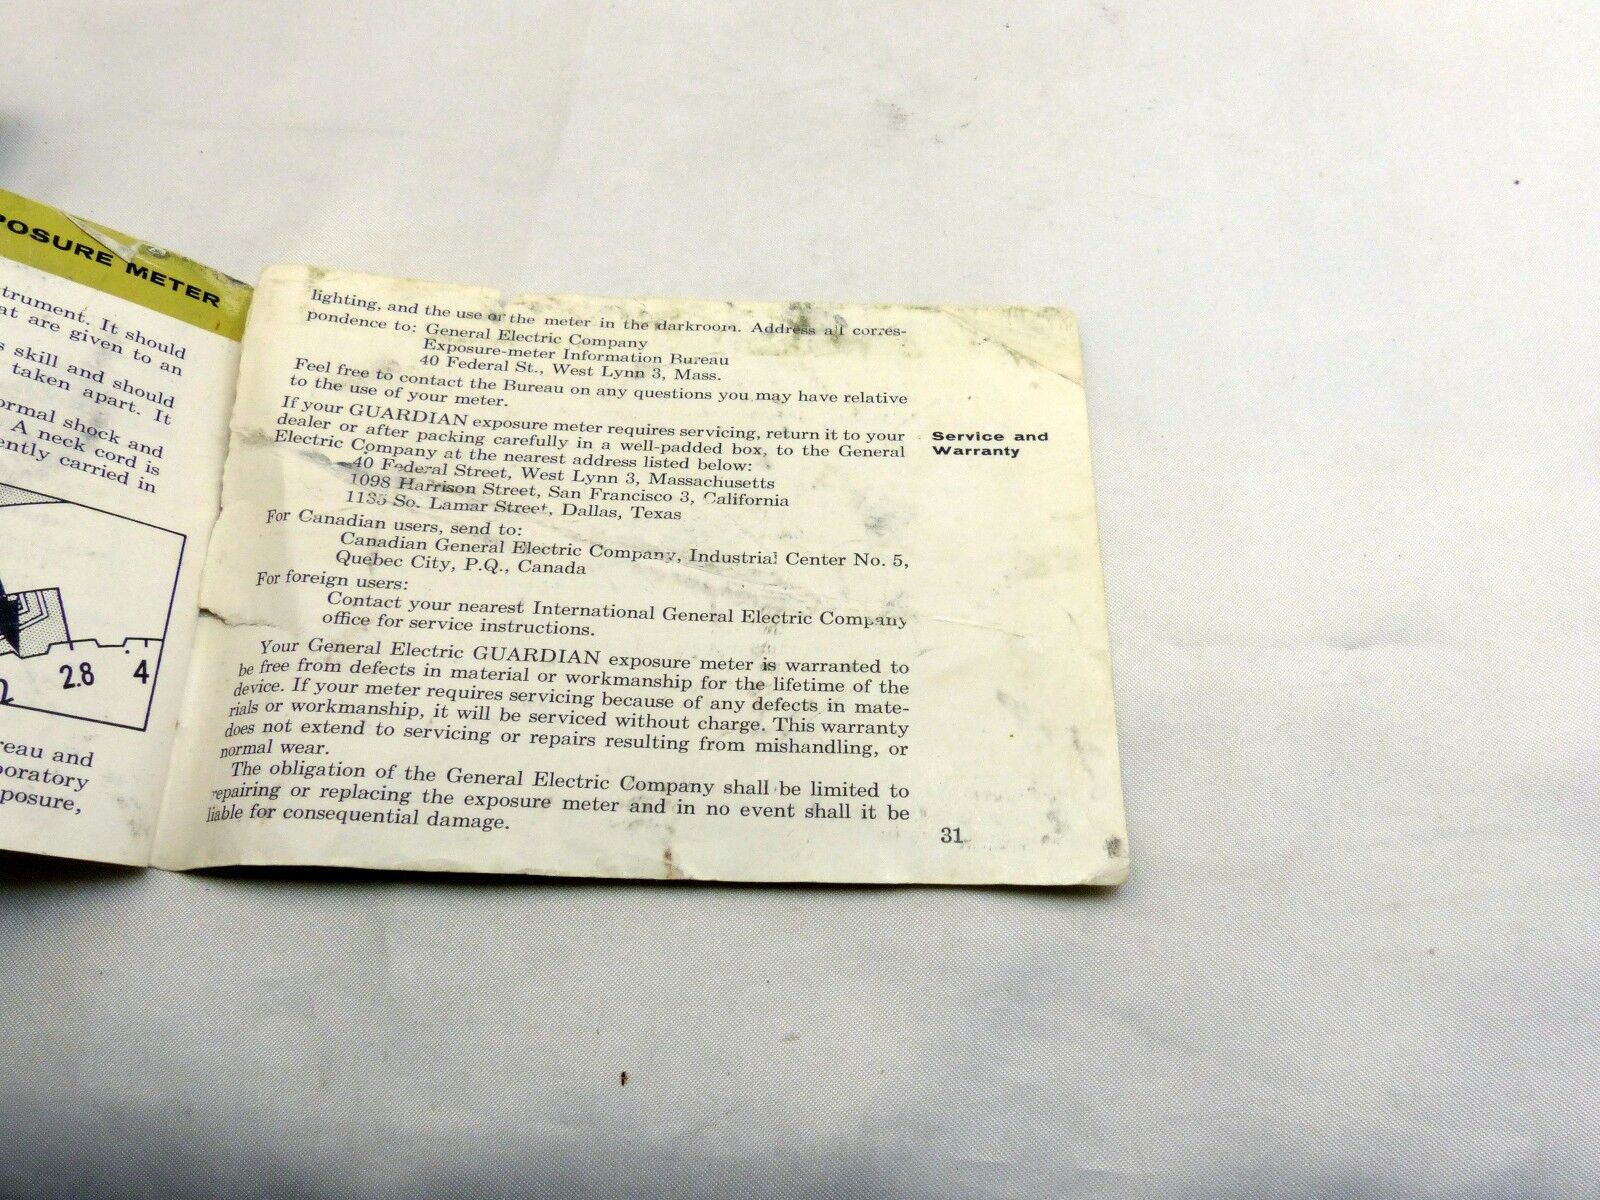 POSURE METER
trument. It should
at are given to an
s skill and should
taken apart. It
ormal shock and
A neck cord is
ently carried in
2
2.8
4
reau and
boratory
posure,
lighting, and the use of the meter in the darkroom. Address all corres-
pondence to: General Electric Company
Exposure-meter Information Bureau
40 Federal St., West Lynn 3, Mass.
Feel free to contact the Bureau on any questions you may have relative
to the use of your meter.
Service and
Warranty
If your GUARDIAN exposure meter requires servicing, return it to your
dealer or after packing carefully in a well-padded box, to the General
Electric Company at the nearest address listed below:
40 Federal Street, West Lynn 3, Massachusetts
1098 Harrison Street, San Francisco 3, California
1135 So. Lamar Street, Dallas, Texas
For Canadian users, send to:
Canadian General Electric Company, Industrial Center No. 5,
Quebec City, P.Q., Canada
For foreign users:
Contact your nearest International General Electric Company
office for service instructions.
Your General Electric GUARDIAN exposure meter is warranted to
be free from defects in material or workmanship for the lifetime of the
device. If your meter requires servicing because of any defects in mate-
rials or workmanship, it will be serviced without charge. This warranty
does not extend to servicing or repairs resulting from mishandling, or
normal wear.
The obligation of the General Electric Company shall be limited to
repairing or replacing the exposure meter and in no event shall it be
liable for consequential damage.
31